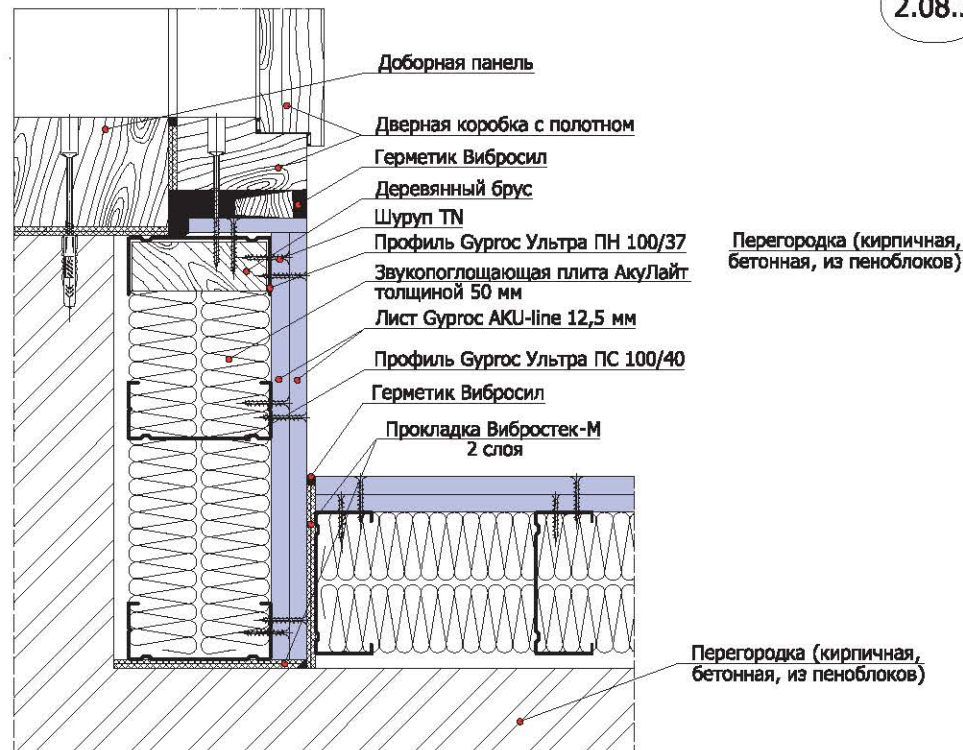 2.08.
Доборная панель
Дверная коробка с полотном
Герметик Вибросил
Деревянный брус
Шуруп TN
Профиль Gyproc Ультра ПН 100/37
Перегородка (кирпичная,
бетонная, из пеноблоков)
Звукопоглощающая плита АкуЛайт
толщиной 50 мм
Лист Gyproc AKU-line 12,5 мм
Профиль Gyproc Ультра ПС 100/40
Герметик Вибросил
Прокладка Вибростек-М
2 слоя
Перегородка (кирпичная,
бетонная, из пеноблоков)